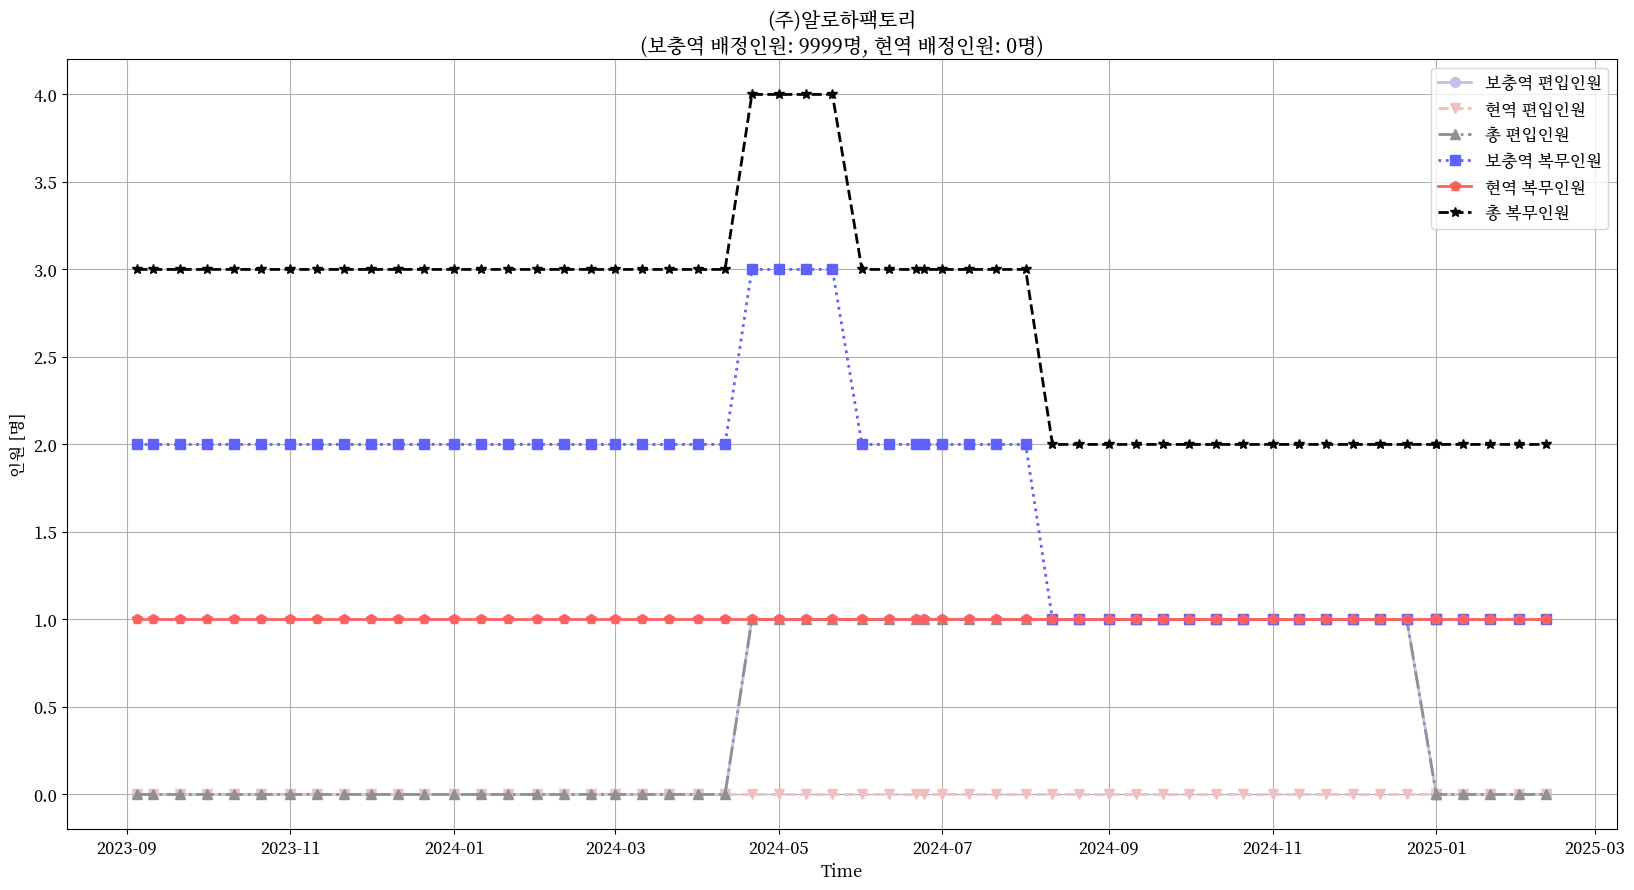 (주)알로하팩토리
(보충역 배정인원: 9999명, 현역 배정인원: 0명)
보충역 편입인원
현역 편입인원
총 편입인원
보충역 복무인원
현역 복무인원
총 복무인원
인원 [명]
4.0
3.5
3.0
2.5
2.0
1.5
1.0
0.5
0.0
2023-09 2023-11 2024-01 2024-03 2024-05 2024-07 2024-09 2024-11 2025-01 2025-03
Time